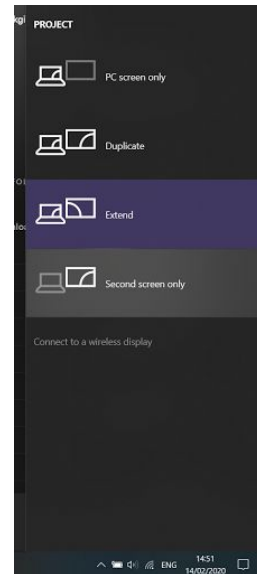 kgi
PROJECT
PC screen only
Duplicate
Extend
Second screen only
Connect to a wireless display
ENG
14:51
14/02/2020